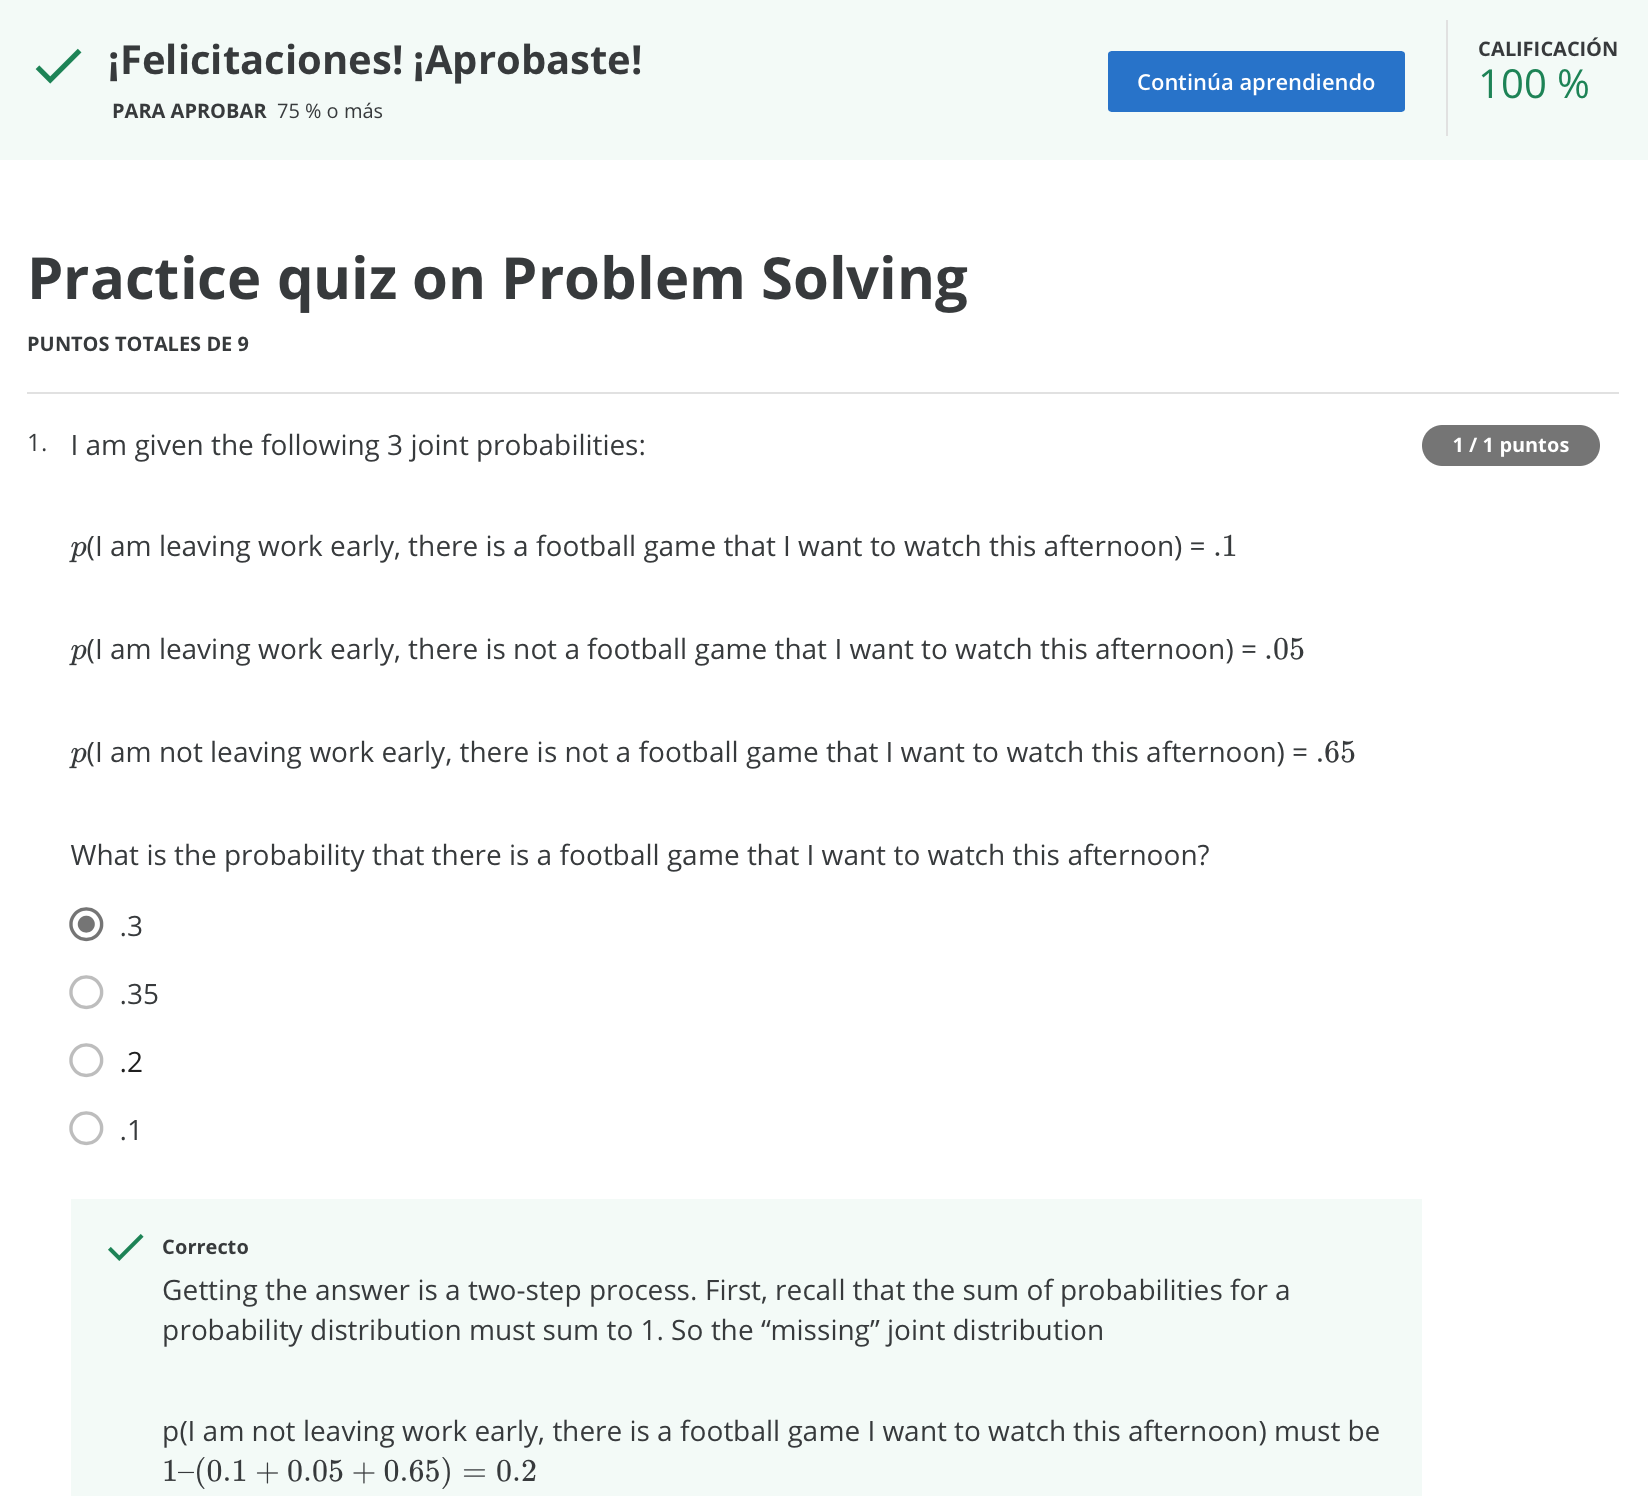 ¡Felicitaciones! ¡Aprobaste!
PARA APROBAR 75 % o más
Continúa aprendiendo
CALIFICACIÓN
100 %
Practice quiz on Problem Solving
PUNTOS TOTALES DE 9
1. I am given the following 3 joint probabilities:
1 / 1 puntos
p(I am leaving work early, there is a football game that I want to watch this afternoon) = .1
p(I am leaving work early, there is not a football game that I want to watch this afternoon) = .05
p(I am not leaving work early, there is not a football game that I want to watch this afternoon) = .65
What is the probability that there is a football game that I want to watch this afternoon?
.3
.35
.2
.1
Correcto
Getting the answer is a two-step process. First, recall that the sum of probabilities for a
probability distribution must sum to 1. So the “missing” joint distribution
p(I am not leaving work early, there is a football game I want to watch this afternoon) must be
1–(0.1 + 0.05 + 0.65) = 0.2